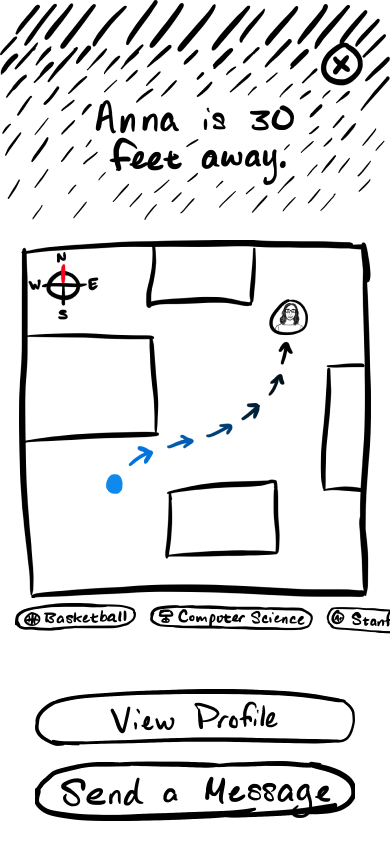 Anna is 30
feet away.
N
W E
S
Basketball Computer Science Stanf
View Profile
Send a Message